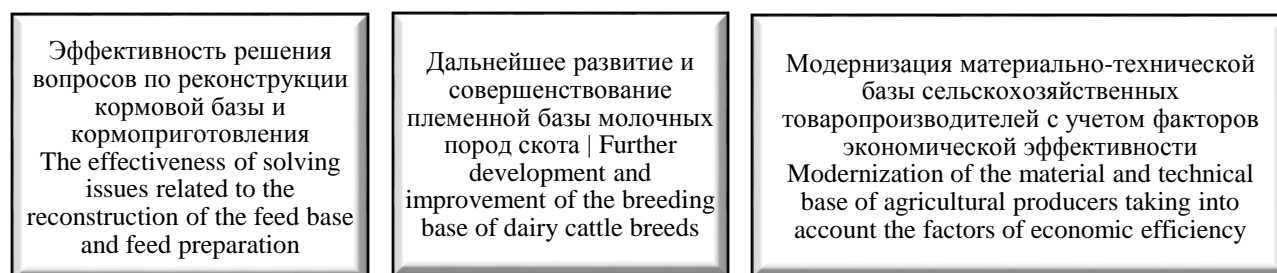 Эффективность решения
вопросов по реконструкции
кормовой базы и
кормоприготовления
The effectiveness of solving
issues related to the
reconstruction of the feed base
and feed preparation
Дальнейшее развитие и
совершенствование
племенной базы молочных
пород скота | Further
development and
improvement of the breeding
base of dairy cattle breeds
Модернизация материально-технической
базы сельскохозяйственных
товаропроизводителей с учетом факторов
экономической эффективности
Modernization of the material and technical
base of agricultural producers taking into
account the factors of economic efficiency